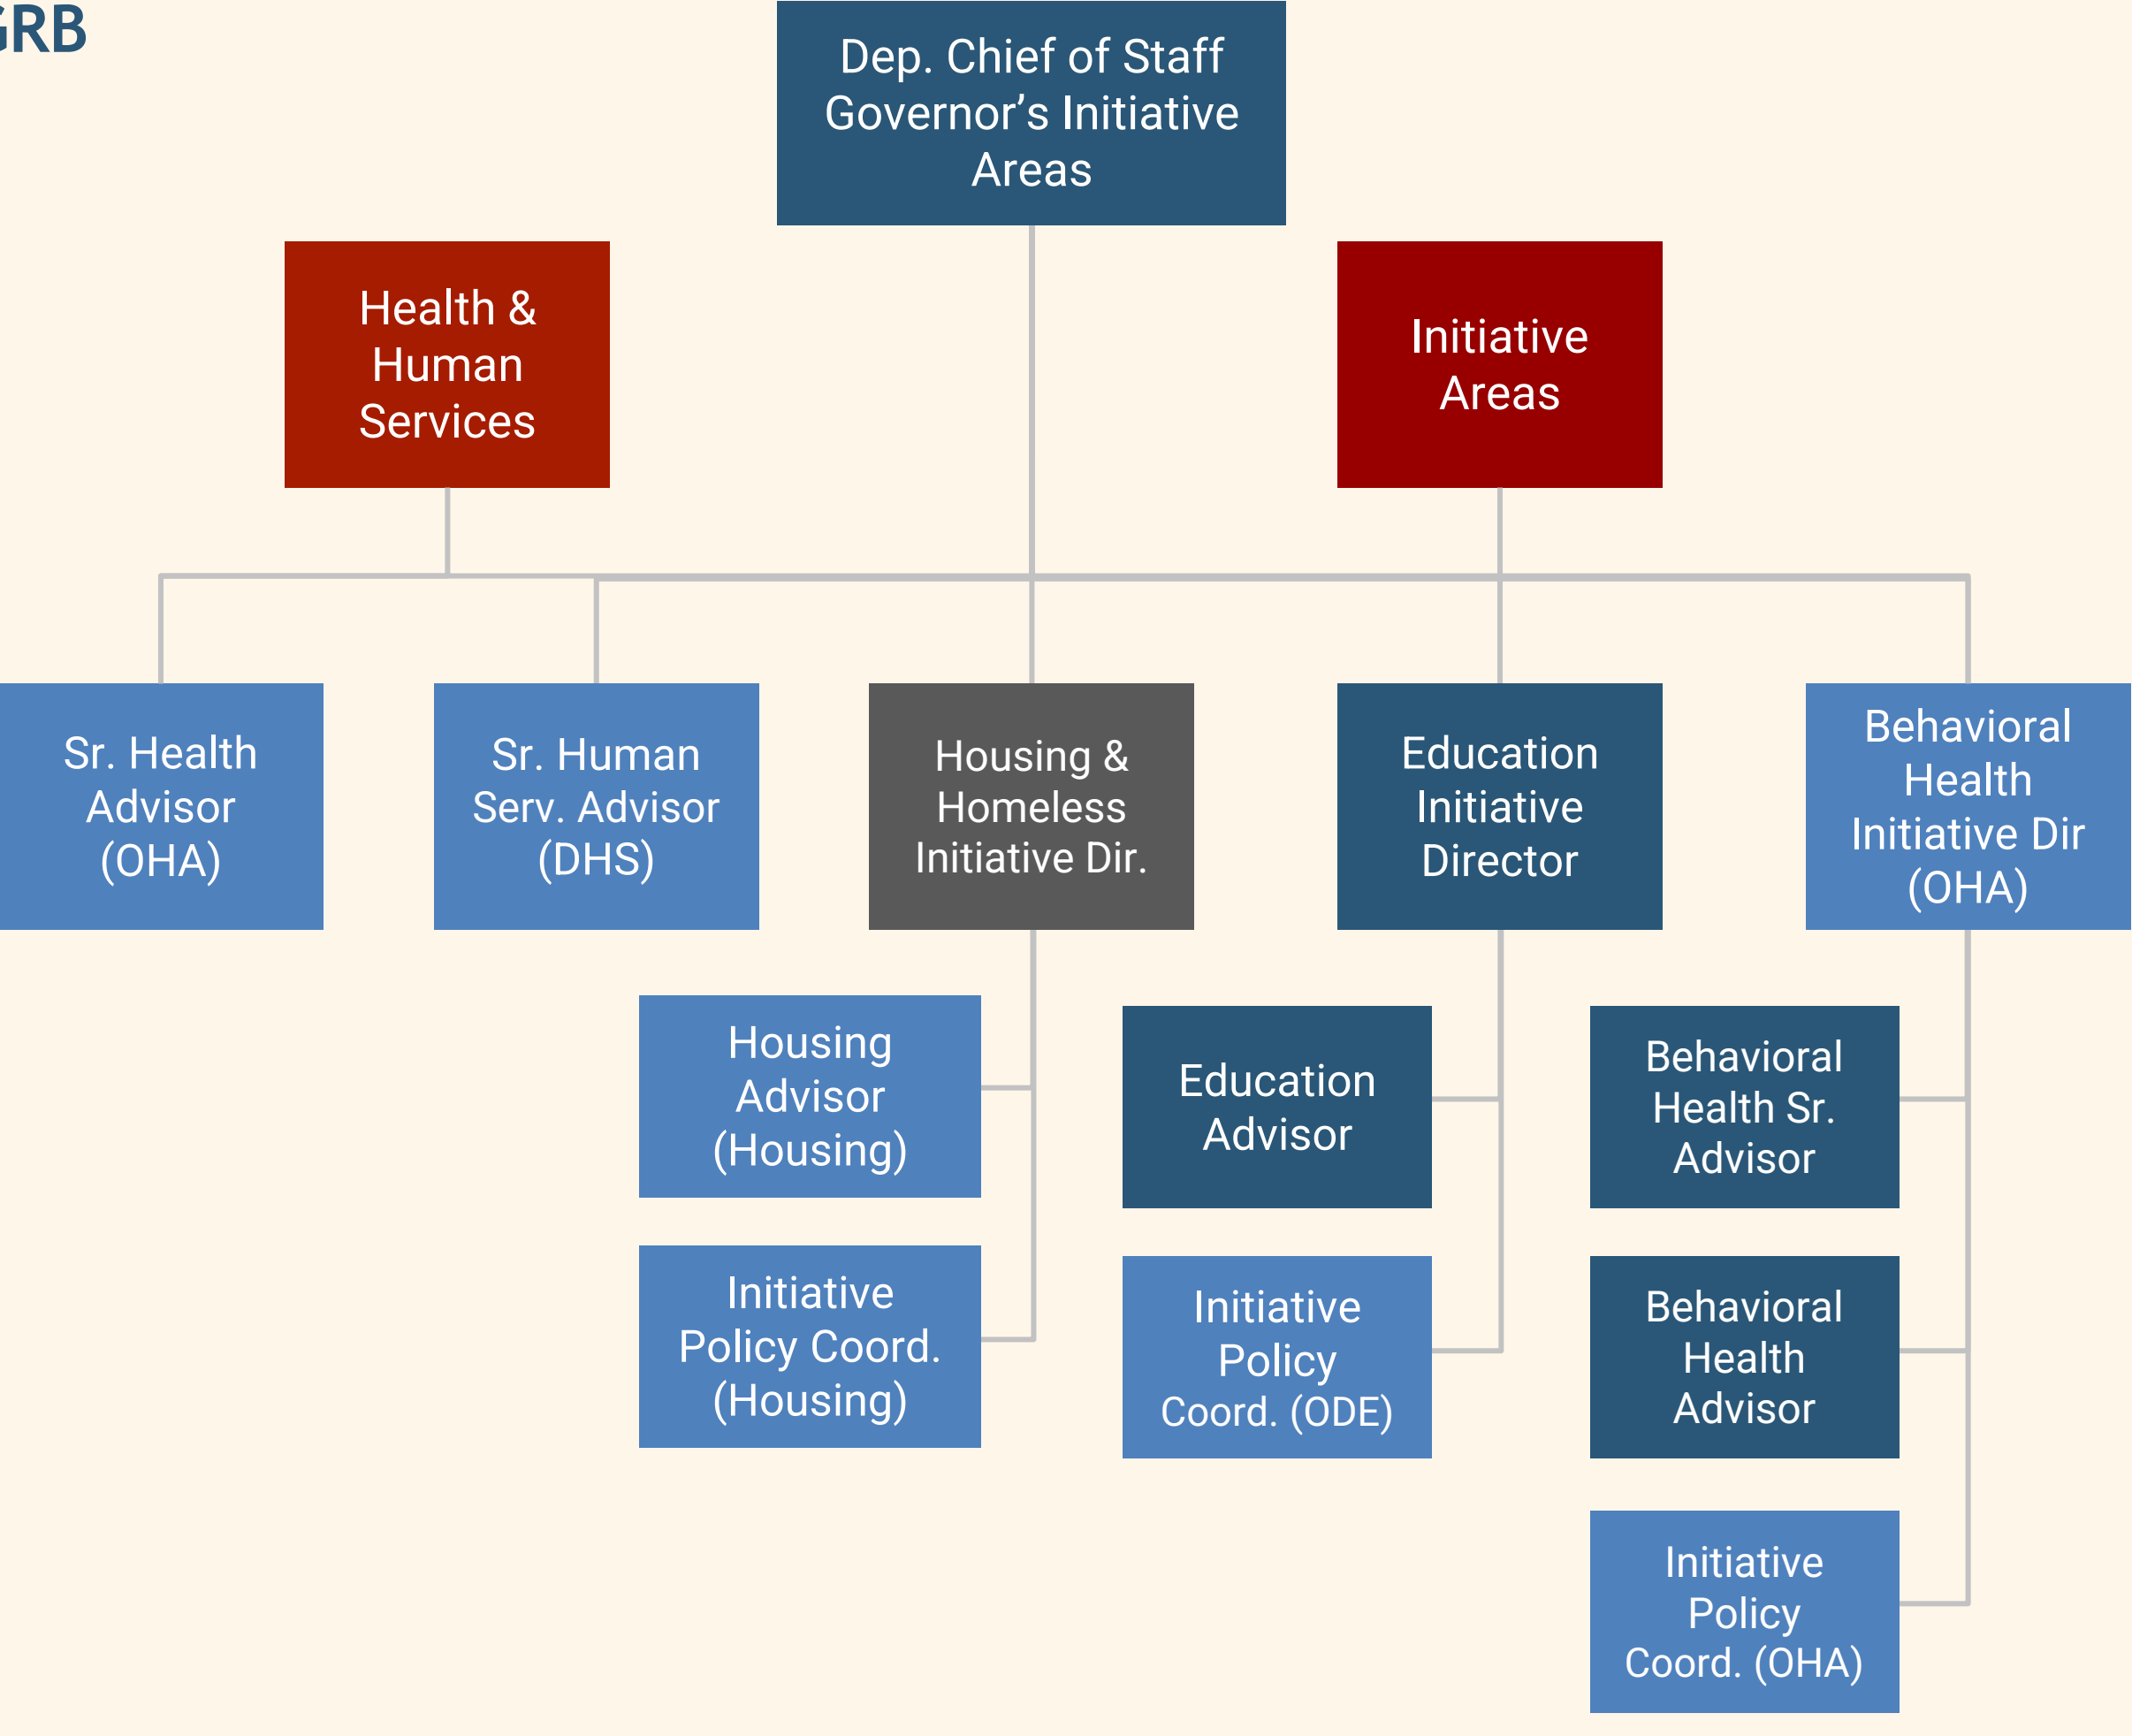 GRB
Dep. Chief of Staff
Governor’s Initiative
Areas
Health &
Human
Services
Initiative
Areas
Sr. Health
Advisor
(OHA)
Sr. Human
Serv. Advisor
(DHS)
Housing &
Homeless
Initiative Dir.
Education
Initiative
Director
Behavioral
Health
Initiative Dir
(OHA)
Housing
Advisor
(Housing)
Education
Advisor
Behavioral
Health Sr.
Advisor
Initiative
Policy Coord.
(Housing)
Initiative
Policy
Coord. (ODE)
Behavioral
Health
Advisor
Initiative
Policy
Coord. (OHA)